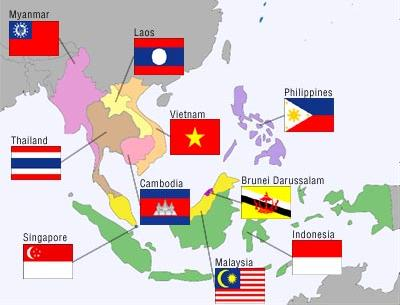 Myanmar
Laos
Philippines
Vietnam
Thailand
Cambodia
Brunei Darussalam
Singapore
Indonesia
Malaysia